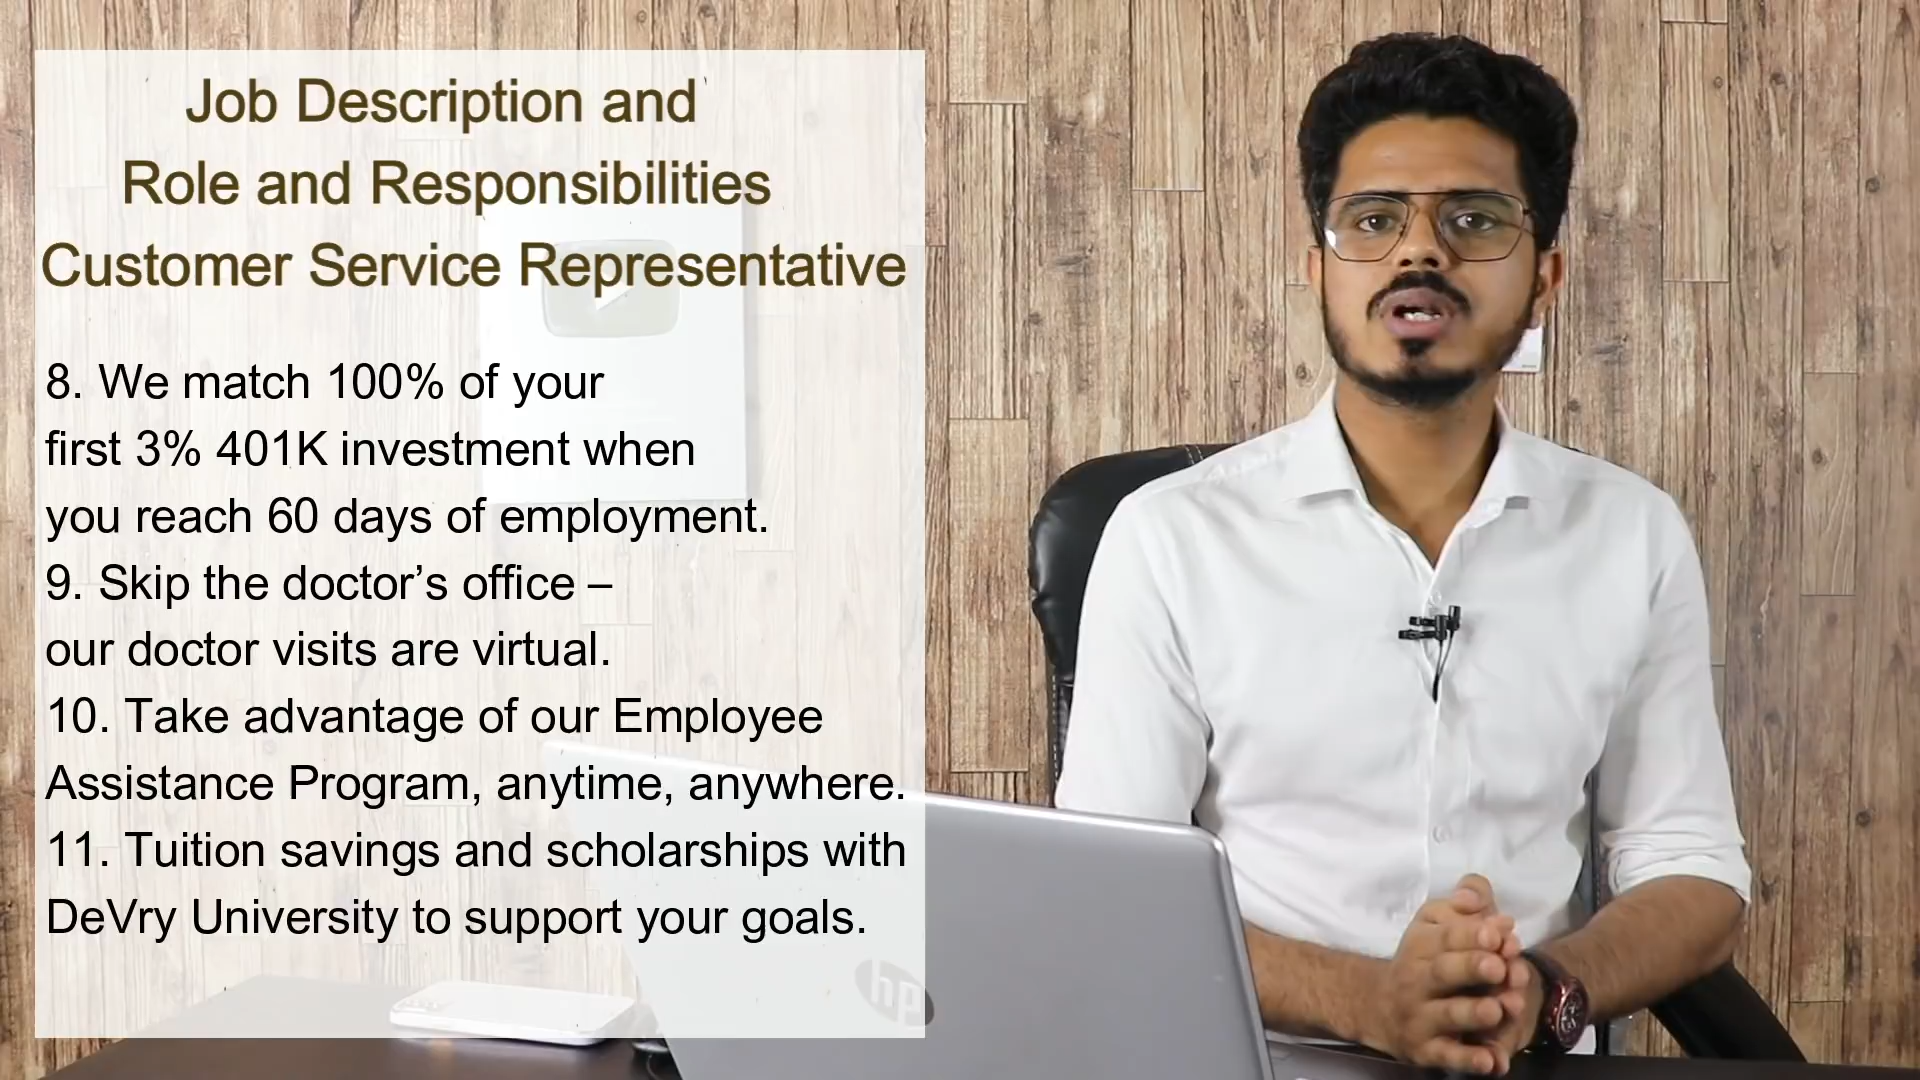 Job Description and
Role and Responsibilities
Customer Service Representative
8. We match 100% of your
first 3% 401K investment when
you reach 60 days of employment.
9. Skip the doctor’s office –
our doctor visits are virtual.
10. Take advantage of our Employee
Assistance Program, anytime, anywhere.
11. Tuition savings and scholarships with
DeVry University to support your goals.
hp